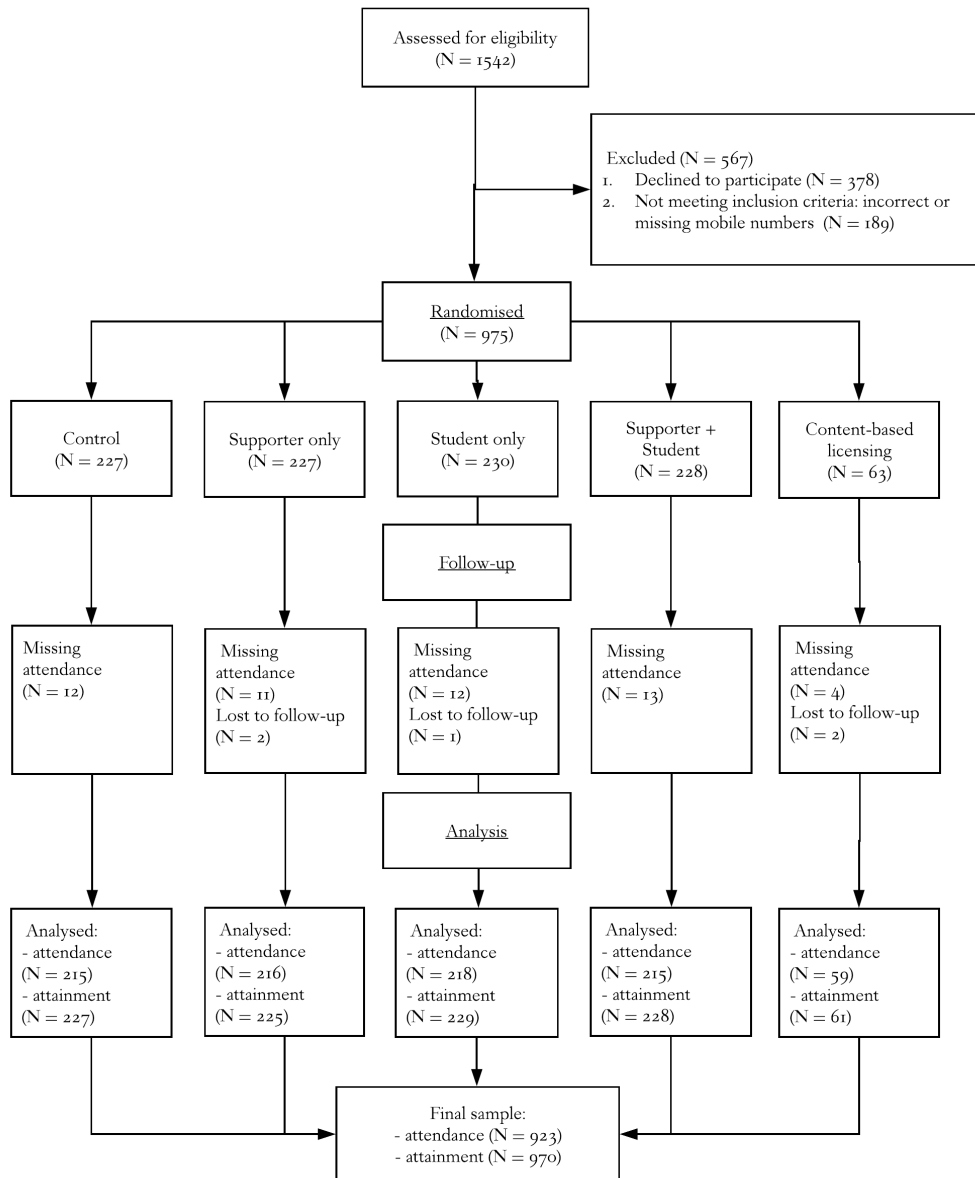 Assessed for eligibility
(N = 1542)
Excluded (N = 567)
1. Declined to participate (N = 378)
2. Not meeting inclusion criteria: incorrect or
missing mobile numbers (N = 189)
Randomised
(N = 975)
Control
(N = 227)
Supporter only
(N = 227)
Student only
(N = 230)
Supporter +
Student
(N = 228)
Content-based
licensing
(N = 63)
Follow-up
Missing
attendance
(N = 12)
Missing
attendance
(N = 11)
Lost to follow-up
(N = 2)
Missing
attendance
(N = 12)
Lost to follow-up
(N = 1)
Missing
attendance
(N = 13)
Missing
attendance
(N = 4)
Lost to follow-up
(N = 2)
Analysis
Analysed:
- attendance
(N = 215)
- attainment
(N = 227)
Analysed:
- attendance
(N = 216)
- attainment
(N = 225)
Analysed:
- attendance
(N = 218)
- attainment
(N = 229)
Analysed:
- attendance
(N = 215)
- attainment
(N = 228)
Analysed:
- attendance
(N = 59)
- attainment
(N = 61)
Final sample:
- attendance (N = 923)
- attainment (N = 970)